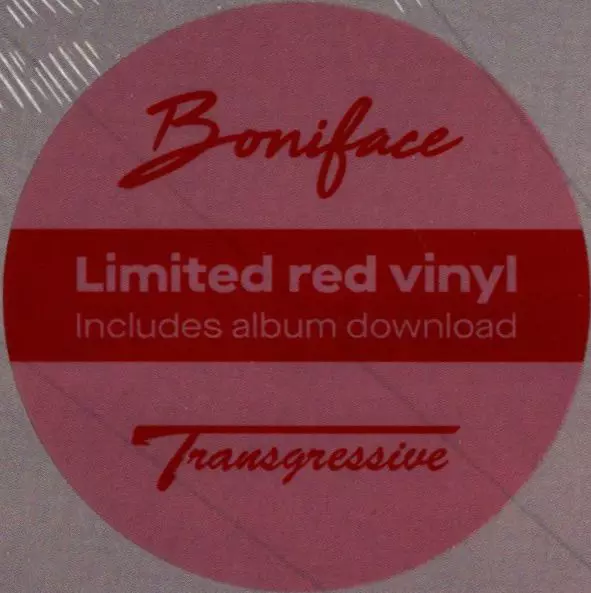 Boniface
Limited red vinyl
Includes album download
Transgressive